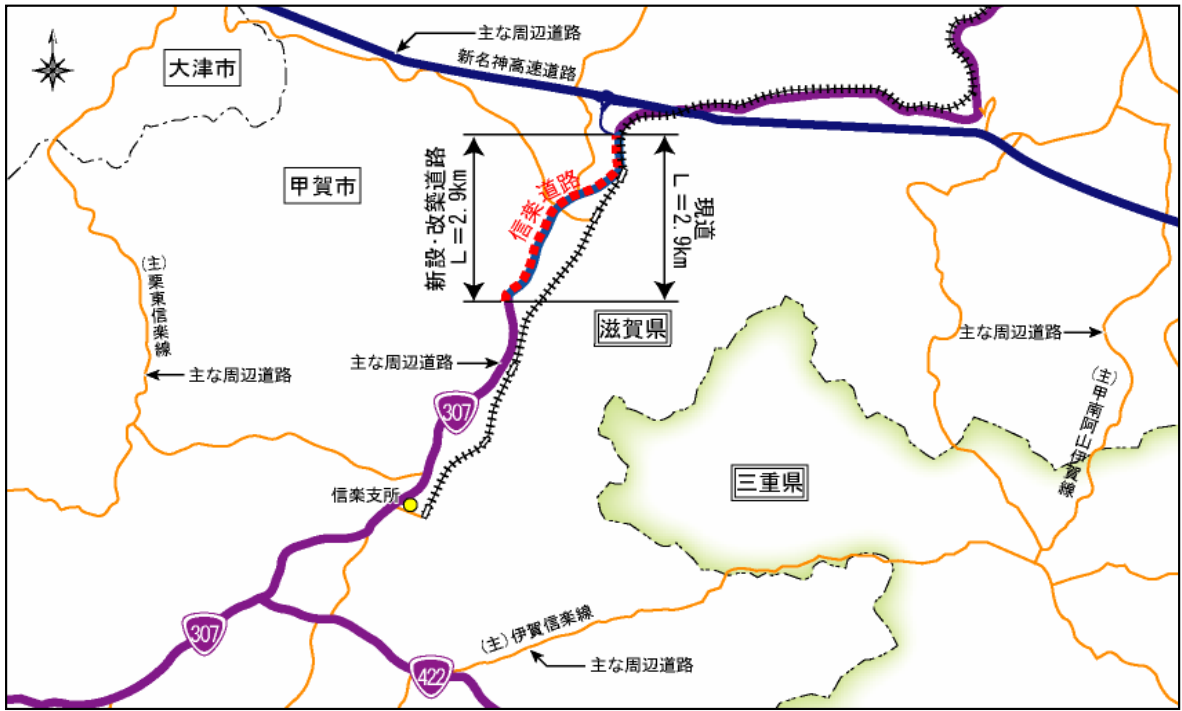 主な周辺道路
新名神高速道路
大津市
甲賀市
新設・改築道路
L=2.9km
信楽道路
現道
L=2.9km
滋賀県
(主)栗東信楽線
主な周辺道路
主な周辺道路
主な周辺道路
(主)甲南阿山伊賀線
307
三重県
信楽支所
307
422
(主)伊賀信楽線
主な周辺道路